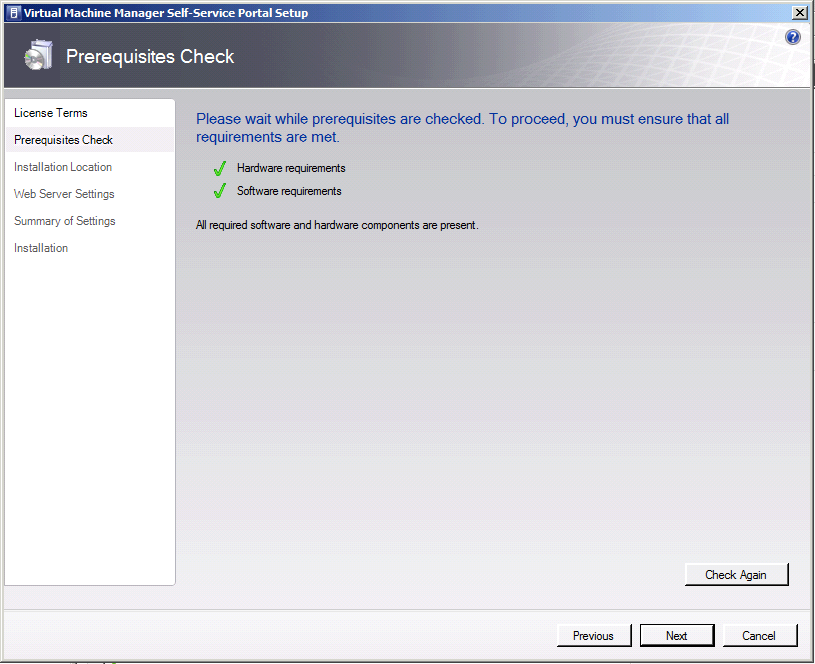 Virtual Machine Manager Self-Service Portal Setup
Prerequisites Check
?
License Terms
Prerequisites Check
Installation Location
Web Server Settings
Summary of Settings
Installation
Please wait while prerequisites are checked. To proceed, you must ensure that all
requirements are met.
Hardware requirements
Software requirements
All required software and hardware components are present.
Check Again
Previous
Next
Cancel